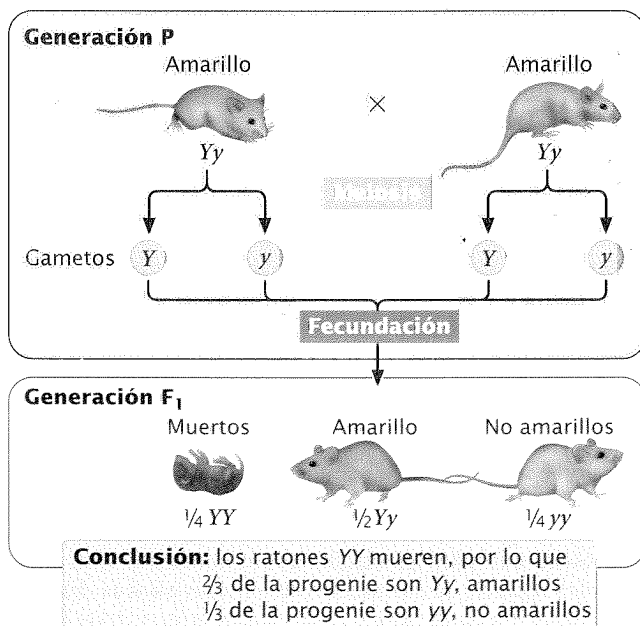 Generación P
Amarillo
Amarillo
×
Yy
Yy
Meiosis
Gametos
Y
y
Y
y
Fecundación
Generación F₁
Muertos
Amarillo
No amarillos
¼ YY
½Yy
¼ yy
Conclusión: los ratones YY mueren, por lo que
⅔ de la progenie son Yy, amarillos
⅓ de la progenie son yy, no amarillos